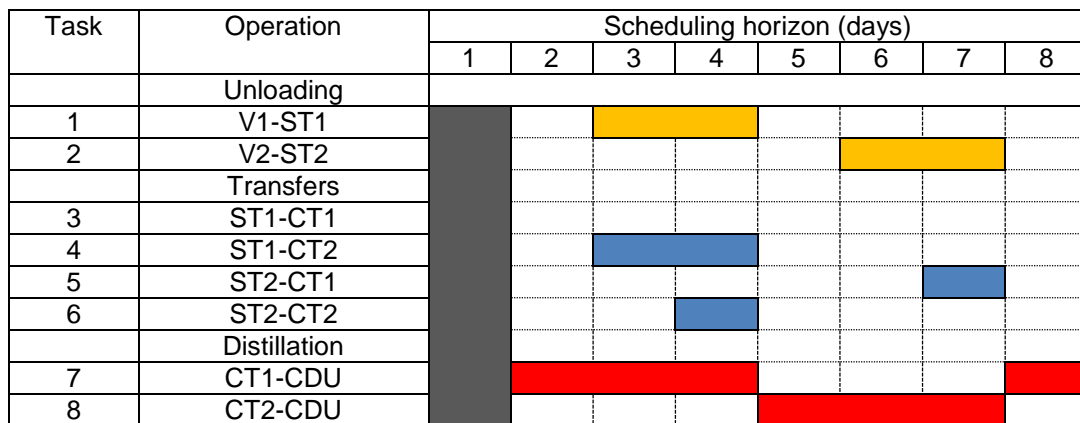 Task Operation Scheduling horizon (days)
1 2 3 4 5 6 7 8
Unloading
1 V1-ST1
2 V2-ST2
Transfers
3 ST1-CT1
4 ST1-CT2
5 ST2-CT1
6 ST2-CT2
Distillation
7 CT1-CDU
8 CT2-CDU